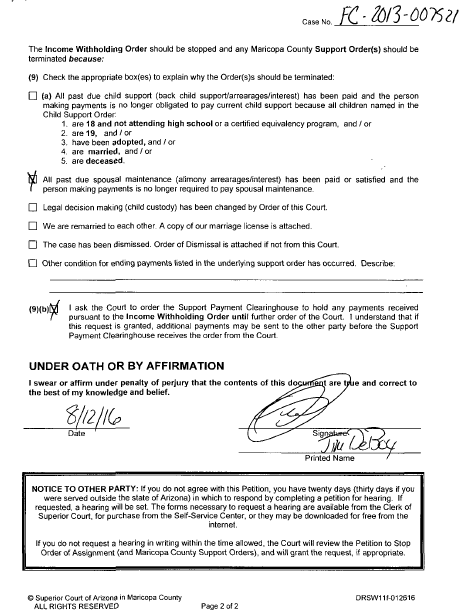 Case No. FC-2013-007521
The Income Withholding Order should be stopped and any Maricopa County Support Order(s) should be
terminated because:
(9) Check the appropriate box(es) to explain why the Order(s) should be terminated:
(a) All past due child support (back child support/arrearages/interest) has been paid and the person
making payments is no longer obligated to pay current child support because all children named in the
Child Support Order:
1. are 18 and not attending high school or a certified equivalency program, and / or
2. are 19, and / or
3. have been adopted, and / or
4. are married, and / or
5. are deceased.
All past due spousal maintenance (alimony arrearages/interest) has been paid or satisfied and the
person making payments is no longer required to pay spousal maintenance.
Legal decision making (child custody) has been changed by Order of this Court.
We are remarried to each other. A copy of our marriage license is attached.
The case has been dismissed. Order of Dismissal is attached if not from this Court.
Other condition for ending payments listed in the underlying support order has occurred. Describe:
(9)(b) I ask the Court to order the Support Payment Clearinghouse to hold any payments received
pursuant to the Income Withholding Order until further order of the Court. I understand that if
this request is granted, additional payments may be sent to the other party before the Support
Payment Clearinghouse receives the order from the Court.
UNDER OATH OR BY AFFIRMATION
I swear or affirm under penalty of perjury that the contents of this document are true and correct to
the best of my knowledge and belief.
8/12/16
Date
Signature
Jim DeBoy
Printed Name
NOTICE TO OTHER PARTY: If you do not agree with this Petition, you have twenty days (thirty days if you
were served outside the state of Arizona) in which to respond by completing a petition for hearing. If
requested, a hearing will be set. The forms necessary to request a hearing are available from the Clerk of
Superior Court, for purchase from the Self-Service Center, or they may be downloaded for free from the
internet.
If you do not request a hearing in writing within the time allowed, the Court will review the Petition to Stop
Order of Assignment (and Maricopa County Support Orders), and will grant the request, if appropriate.
© Superior Court of Arizona in Maricopa County
DRSW11f-012616
ALL RIGHTS RESERVED
Page 2 of 2